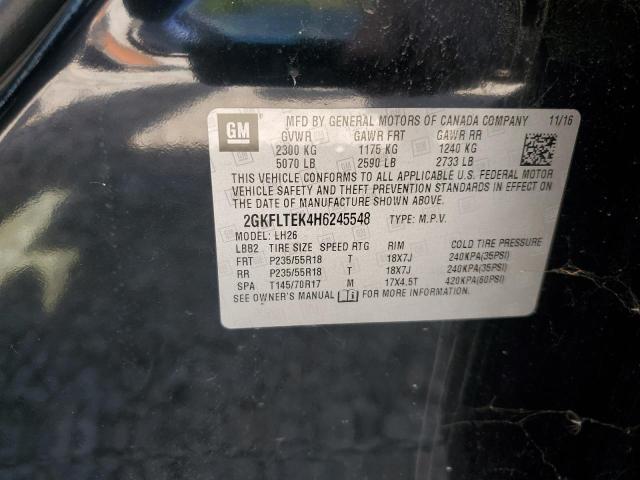 GM
MFD BY GENERAL MOTORS OF CANADA COMPANY 11/16
GVWR GAWR FRT GAWR RR
2300 KG 1175 KG 1240 KG
5070 LB 2590 LB 2733 LB
THIS VEHICLE CONFORMS TO ALL APPLICABLE U.S. FEDERAL MOTOR
VEHICLE SAFETY AND THEFT PREVENTION STANDARDS IN EFFECT ON
THE DATE OF MANUFACTURE SHOWN ABOVE.
2GKFLTEK4H6245548 TYPE: M.P.V.
MODEL: LH26
LBB2 TIRE SIZE SPEED RTG RIM COLD TIRE PRESSURE
FRT P235/55R18 T 18X7J 240KPA(35PSI)
RR P235/55R18 T 18X7J 240KPA(35PSI)
SPA T145/70R17 M 17X4.5T 420KPA(60PSI)
SEE OWNER'S MANUAL FOR MORE INFORMATION.